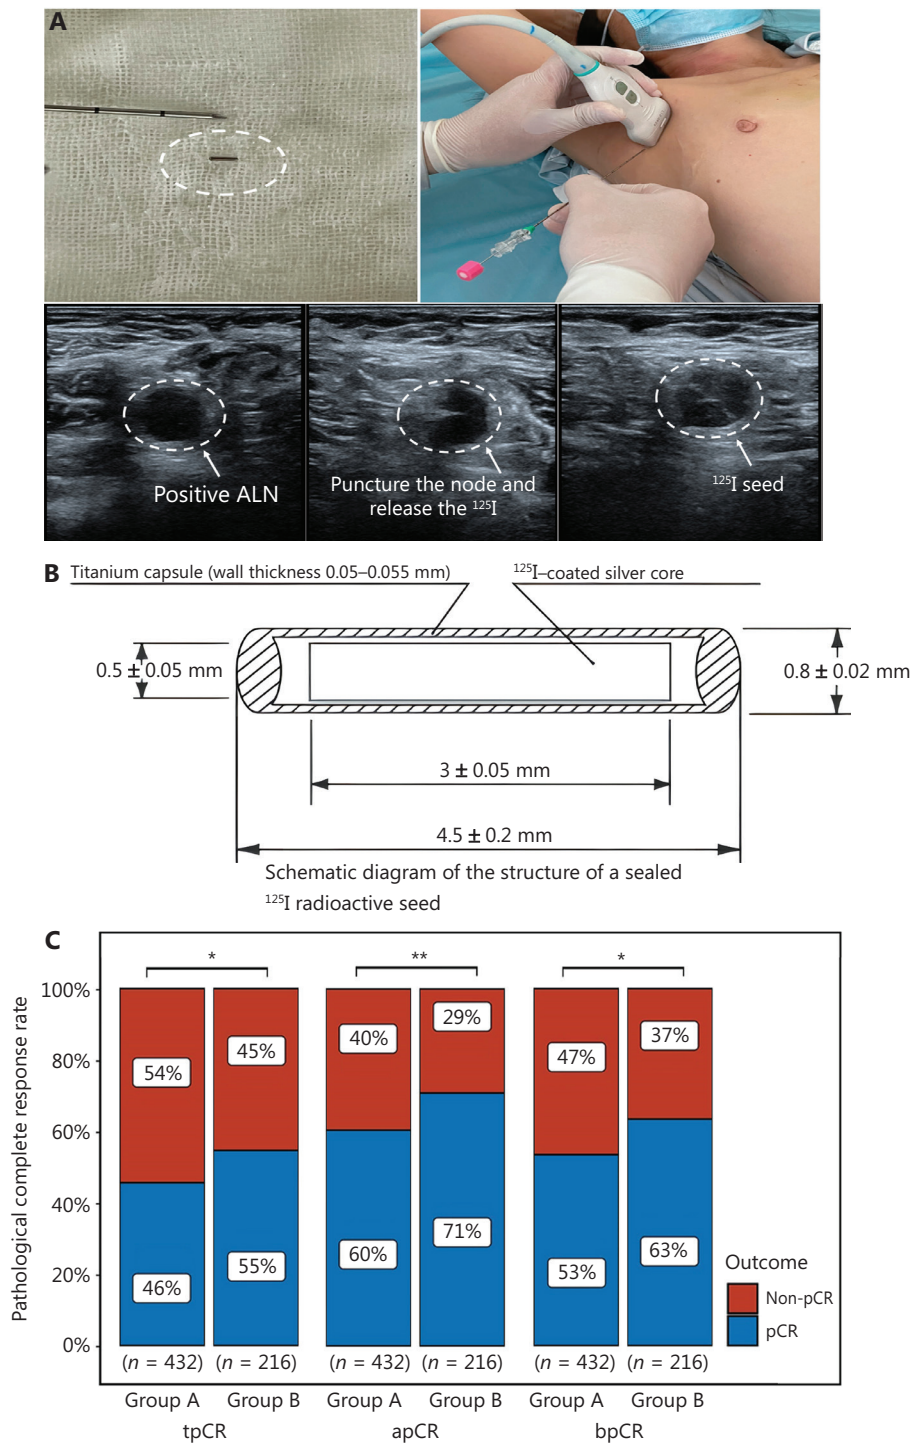 A
Positive ALN
Puncture the node and
release the ¹²⁵I
¹²⁵I seed
B
Titanium capsule (wall thickness 0.05–0.055 mm)
¹²⁵I–coated silver core
0.5 ± 0.05 mm
0.8 ± 0.02 mm
3 ± 0.05 mm
4.5 ± 0.2 mm
Schematic diagram of the structure of a sealed
¹²⁵I radioactive seed
C
Pathological complete response rate
100%
80%
60%
40%
20%
0%
*
**
*
54%
45%
40%
29%
47%
37%
46%
55%
60%
71%
53%
63%
Outcome
Non-pCR
pCR
(n = 432) (n = 216) (n = 432) (n = 216) (n = 432) (n = 216)
Group A Group B Group A Group B Group A Group B
tpCR apCR bpCR